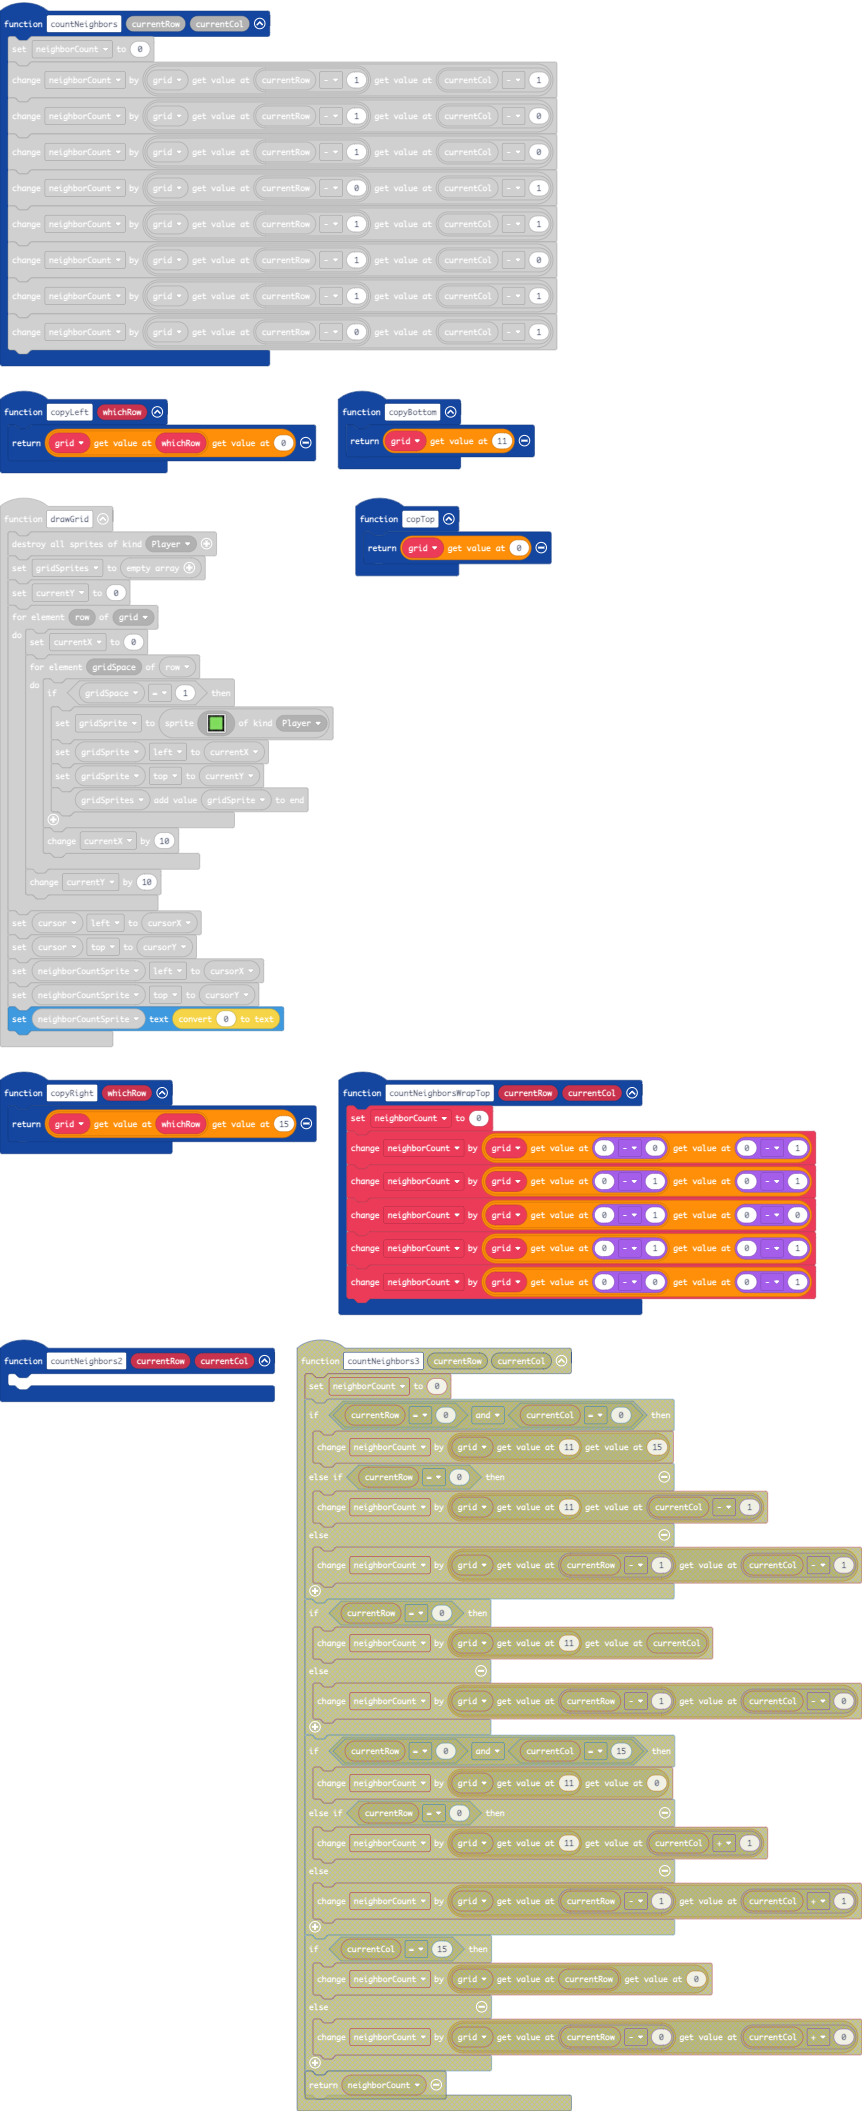 function countNeighbors currentRow currentCol
set neighborCount to 0
change neighborCount by grid get value at currentRow - 1 get value at currentCol - 1
change neighborCount by grid get value at currentRow - 1 get value at currentCol - 0
change neighborCount by grid get value at currentRow - 1 get value at currentCol - 0
change neighborCount by grid get value at currentRow - 0 get value at currentCol - 1
change neighborCount by grid get value at currentRow - 1 get value at currentCol - 1
change neighborCount by grid get value at currentRow - 1 get value at currentCol - 0
change neighborCount by grid get value at currentRow - 1 get value at currentCol - 1
change neighborCount by grid get value at currentRow - 0 get value at currentCol - 1
function copyLeft whichRow
return grid get value at whichRow get value at 0
function copyBottom
return grid get value at 11
function drawGrid
destroy all sprites of kind Player
set gridSprites to empty array
set currentY to 0
for element row of grid
do
set currentX to 0
for element gridSpace of row
do
if gridSpace = 1 then
set gridSprite to sprite of kind Player
set gridSprite left to currentX
set gridSprite top to currentY
gridSprites add value gridSprite to end
change currentX by 10
change currentY by 10
set cursor left to cursorX
set cursor top to cursorY
set neighborCountSprite left to cursorX
set neighborCountSprite top to cursorY
set neighborCountSprite text convert 0 to text
function copTop
return grid get value at 0
function copyRight whichRow
return grid get value at whichRow get value at 15
function countNeighborsWrapTop currentRow currentCol
set neighborCount to 0
change neighborCount by grid get value at 0 - 0 get value at 0 - 1
change neighborCount by grid get value at 0 - 1 get value at 0 - 1
change neighborCount by grid get value at 0 - 1 get value at 0 - 0
change neighborCount by grid get value at 0 - 1 get value at 0 - 1
change neighborCount by grid get value at 0 - 0 get value at 0 - 1
function countNeighbors2 currentRow currentCol
function countNeighbors3 currentRow currentCol
set neighborCount to 0
if currentRow = 0 and currentCol = 0 then
change neighborCount by grid get value at 11 get value at 15
else if currentRow = 0 then
change neighborCount by grid get value at 11 get value at currentCol - 1
else
change neighborCount by grid get value at currentRow - 1 get value at currentCol - 1
if currentRow = 0 then
change neighborCount by grid get value at 11 get value at currentCol
else
change neighborCount by grid get value at currentRow - 1 get value at currentCol - 0
if currentRow = 0 and currentCol = 15 then
change neighborCount by grid get value at 11 get value at 0
else if currentRow = 0 then
change neighborCount by grid get value at 11 get value at currentCol + 1
else
change neighborCount by grid get value at currentRow - 1 get value at currentCol + 1
if currentCol = 15 then
change neighborCount by grid get value at currentRow get value at 0
else
change neighborCount by grid get value at currentRow - 0 get value at currentCol + 0
return neighborCount